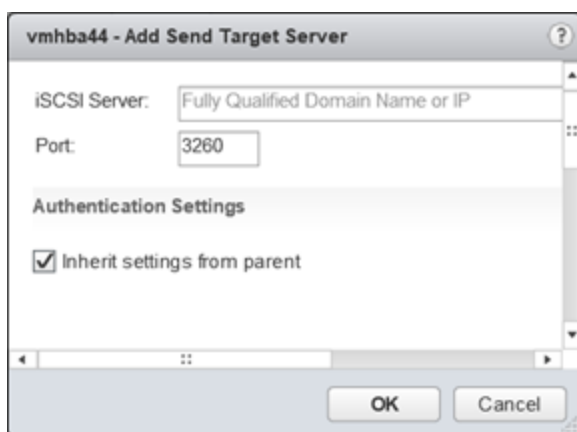 vmhba44 - Add Send Target Server ?
iSCSI Server: Fully Qualified Domain Name or IP
Port: 3260
Authentication Settings
Inherit settings from parent
OK Cancel